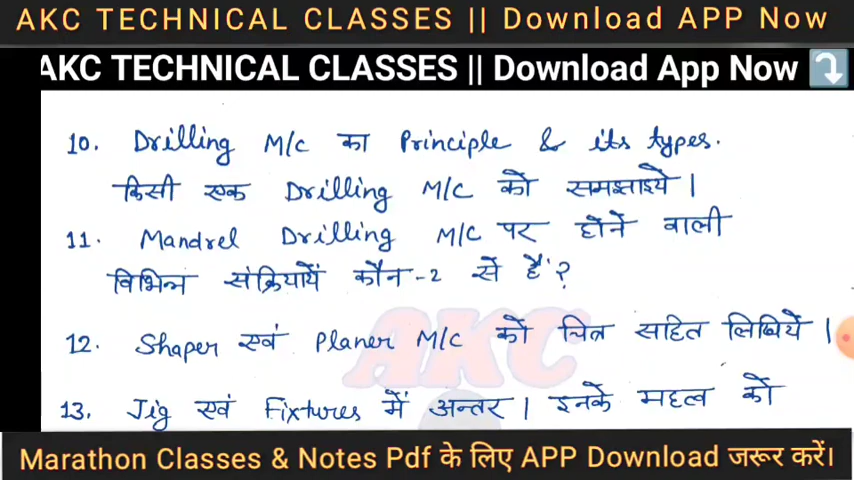 AKC TECHNICAL CLASSES || Download APP Now
AKC TECHNICAL CLASSES || Download App Now
10. Drilling M/C का Principle & its types.
किसी एक Drilling M/C को समझाइये |
11. Mandrel Drilling M/C पर होने वाली
विभिन्न संक्रियायें कौन-2 से हैं?
12. Shaper एवं Planer M/C को चित्र सहित लिखिये |
AKC
13. Jig एवं Fixtures में अन्तर | इनके महत्व को
Marathon Classes & Notes Pdf के लिए APP Download जरूर करें।